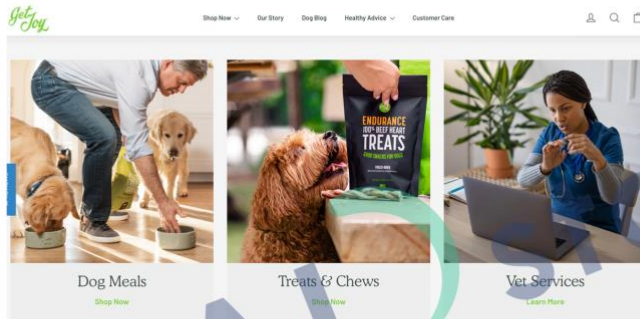 Get Joy
Shop Now
Our Story
Dog Blog
Healthy Advice
Customer Care
ENDURANCE
100% BEEF HEART
TREATS
Dog Meals
Treats & Chews
Vet Services
Shop Now
Shop Now
Learn More